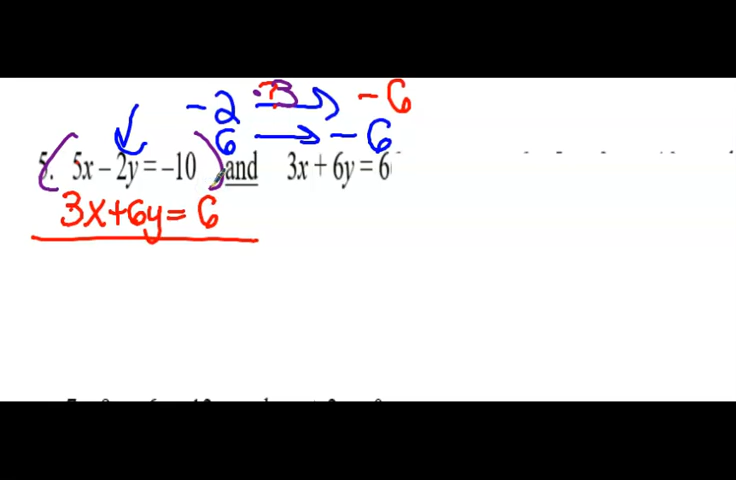 -2 ·3 → -6
6 → -6
5. 5x – 2y = –10 and 3x + 6y = 6
3x+6y= 6